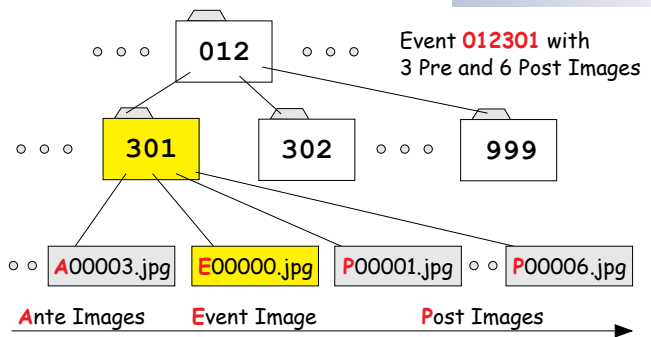 012
Event 012301 with
3 Pre and 6 Post Images
301 302 999
A00003.jpg E00000.jpg P00001.jpg P00006.jpg
Ante Images Event Image Post Images